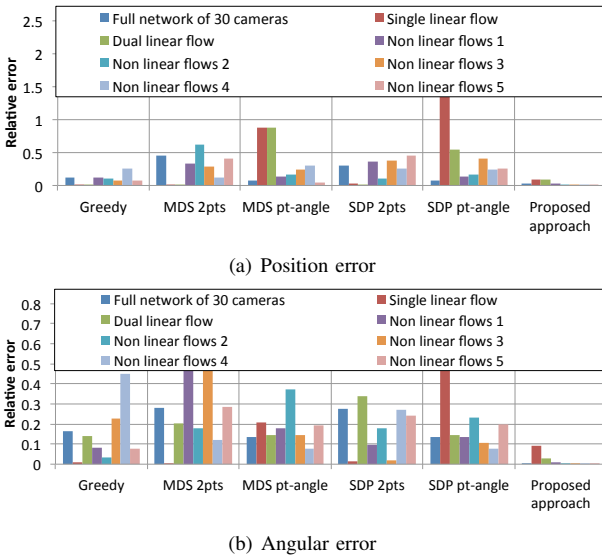 2.5
2
1.5
1
0.5
0
Relative error
Full network of 30 cameras
Single linear flow
Dual linear flow
Non linear flows 1
Non linear flows 2
Non linear flows 3
Non linear flows 4
Non linear flows 5
Greedy
MDS 2pts
MDS pt-angle
SDP 2pts
SDP pt-angle
Proposed
approach
(a) Position error
0.8
0.7
0.6
0.5
0.4
0.3
0.2
0.1
0
Relative error
Full network of 30 cameras
Single linear flow
Dual linear flow
Non linear flows 1
Non linear flows 2
Non linear flows 3
Non linear flows 4
Non linear flows 5
Greedy
MDS 2pts
MDS pt-angle
SDP 2pts
SDP pt-angle
Proposed
approach
(b) Angular error